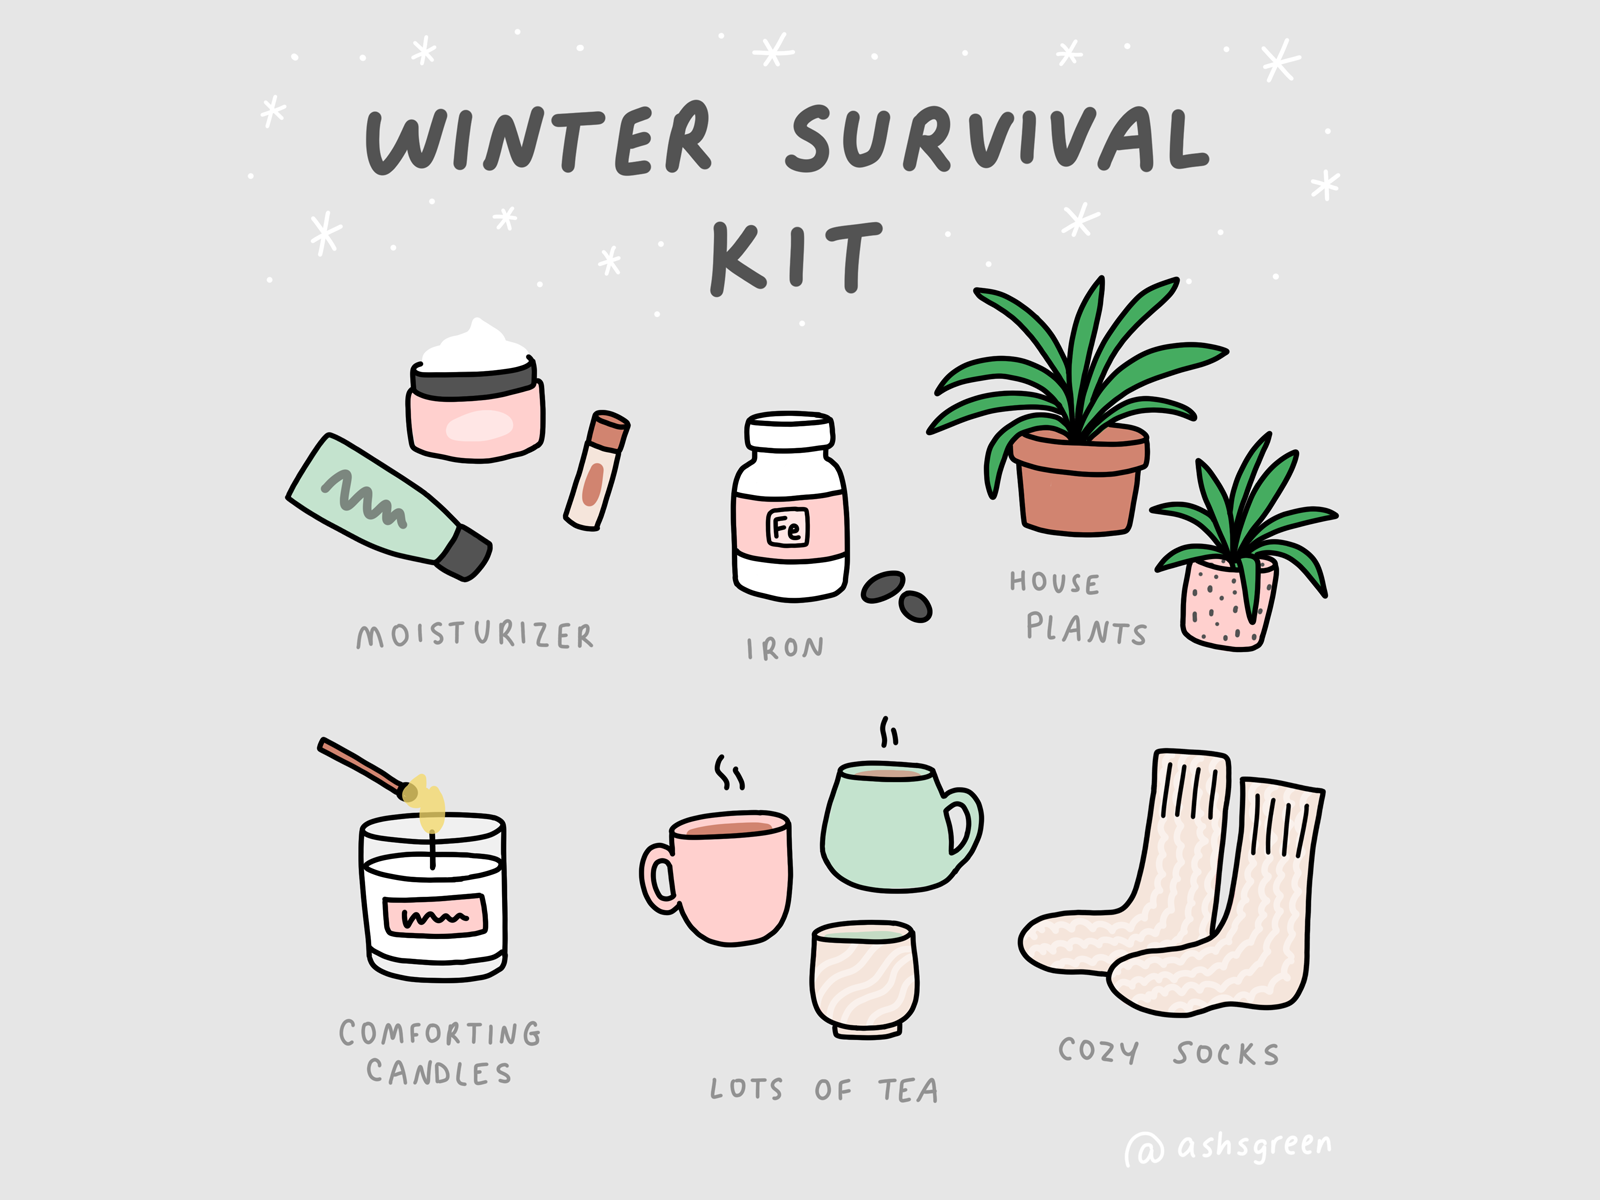 WINTER SURVIVAL
KIT
MOISTURIZER
Fe
IRON
HOUSE
PLANTS
COMFORTING
CANDLES
LOTS OF TEA
COZY SOCKS
@ashsgreen